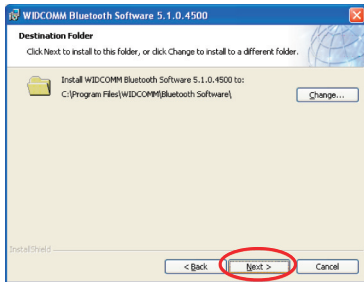 WIDCOMM Bluetooth Software 5.1.0.4500
Destination Folder
Click Next to install to this folder, or click Change to install to a different folder.
Install WIDCOMM Bluetooth Software 5.1.0.4500 to:
C:\Program Files\WIDCOMM\Bluetooth Software\
Change...
InstallShield
< Back
Next >
Cancel